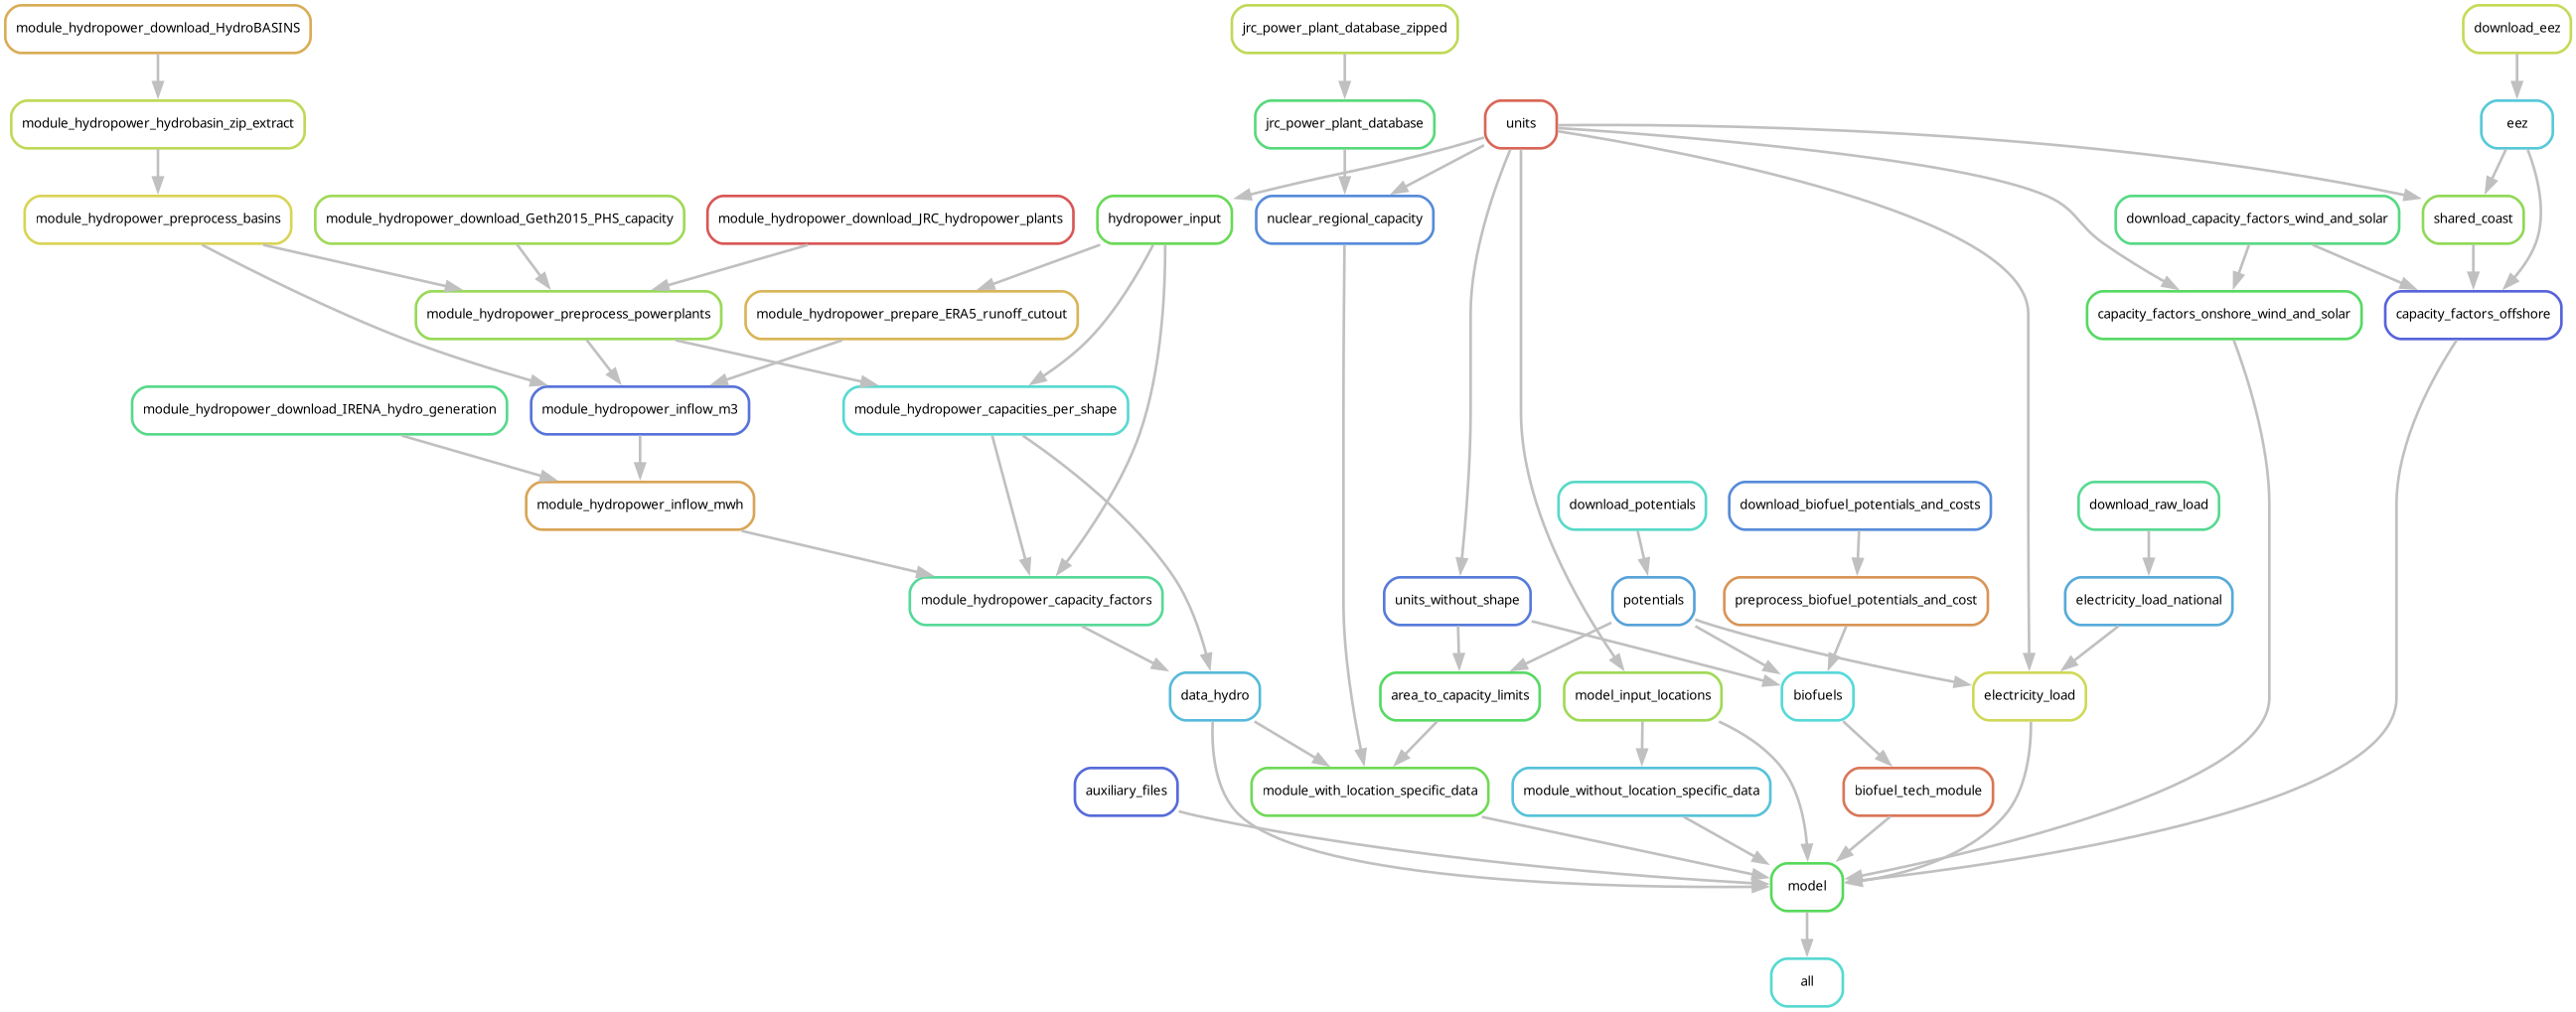 module_hydropower_download_HydroBASINS
jrc_power_plant_database_zipped
download_eez
module_hydropower_hydrobasin_zip_extract
jrc_power_plant_database
units
eez
module_hydropower_preprocess_basins
module_hydropower_download_Geth2015_PHS_capacity
module_hydropower_download_JRC_hydropower_plants
hydropower_input
nuclear_regional_capacity
download_capacity_factors_wind_and_solar
shared_coast
module_hydropower_preprocess_powerplants
module_hydropower_prepare_ERA5_runoff_cutout
capacity_factors_onshore_wind_and_solar
capacity_factors_offshore
module_hydropower_download_IRENA_hydro_generation
module_hydropower_inflow_m3
module_hydropower_capacities_per_shape
module_hydropower_inflow_mwh
download_potentials
download_biofuel_potentials_and_costs
download_raw_load
module_hydropower_capacity_factors
units_without_shape
potentials
preprocess_biofuel_potentials_and_cost
electricity_load_national
data_hydro
area_to_capacity_limits
model_input_locations
biofuels
electricity_load
auxiliary_files
module_with_location_specific_data
module_without_location_specific_data
biofuel_tech_module
model
all